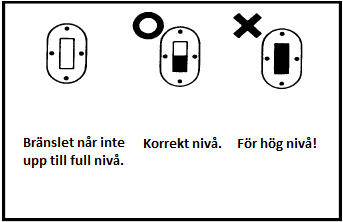 Bränslet når inte
upp till full nivå.
Korrekt nivå.
För hög nivå!